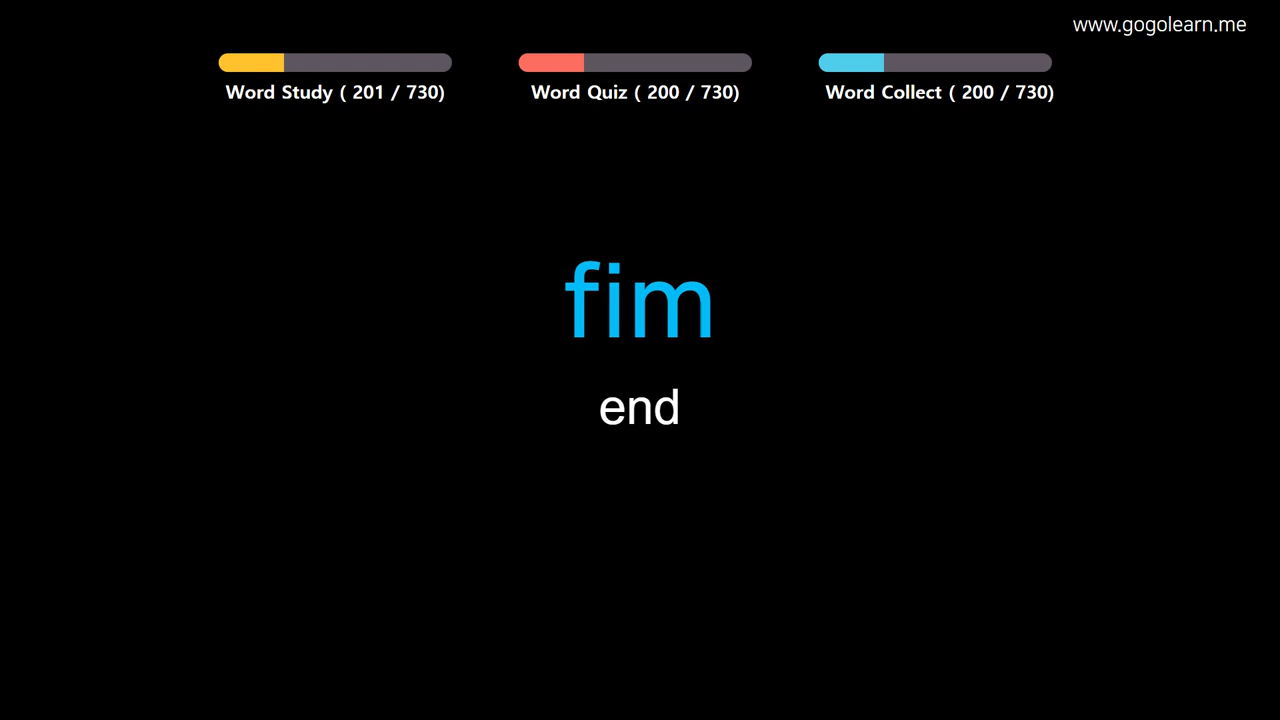 www.gogolearn.me
Word Study ( 201 / 730)
Word Quiz ( 200 / 730)
Word Collect ( 200 / 730)
fim
end